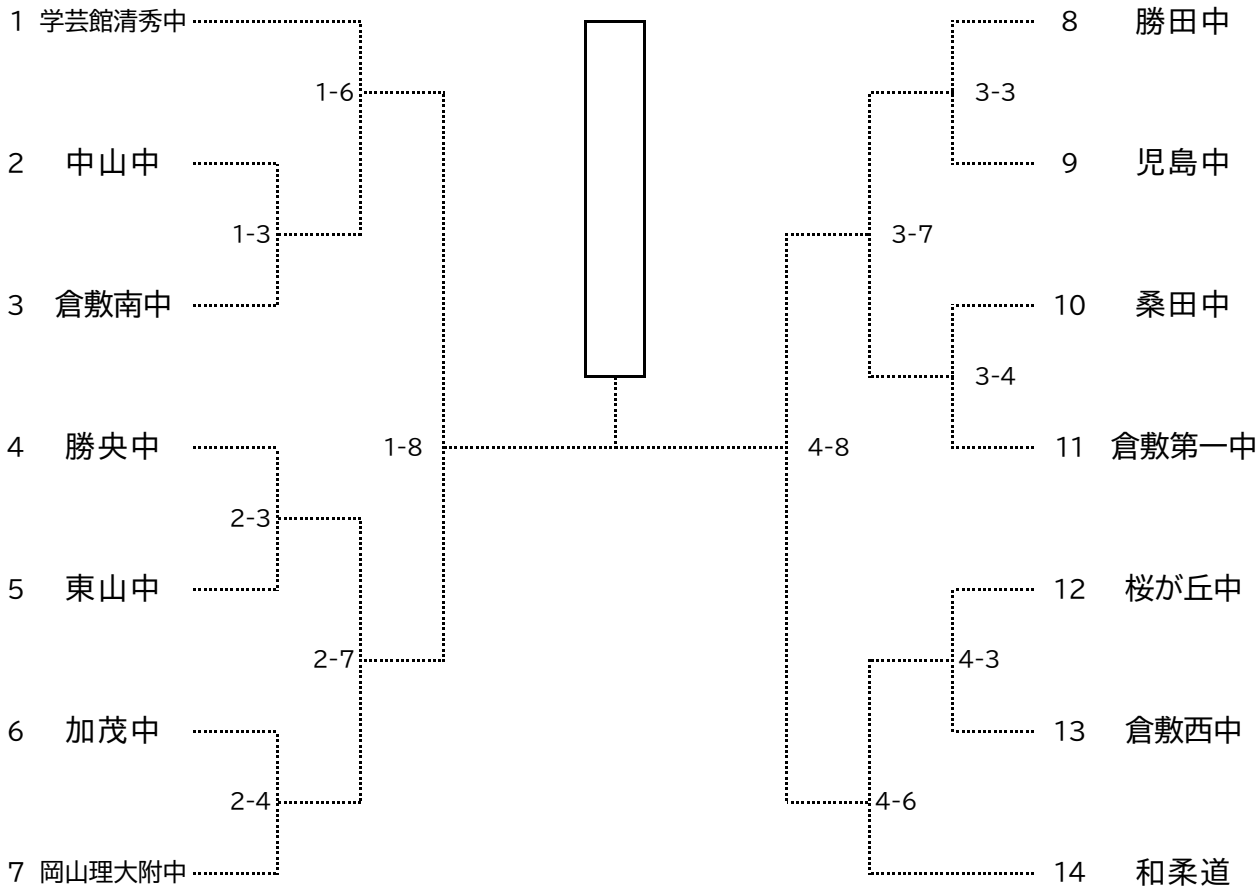 1 学芸館清秀中
8 勝田中
1-6
3-3
2 中山中
9 児島中
1-3
3-7
3 倉敷南中
10 桑田中
3-4
4 勝央中
1-8
4-8
11 倉敷第一中
2-3
5 東山中
12 桜が丘中
2-7
4-3
6 加茂中
13 倉敷西中
2-4
4-6
7 岡山理大附中
14 和柔道